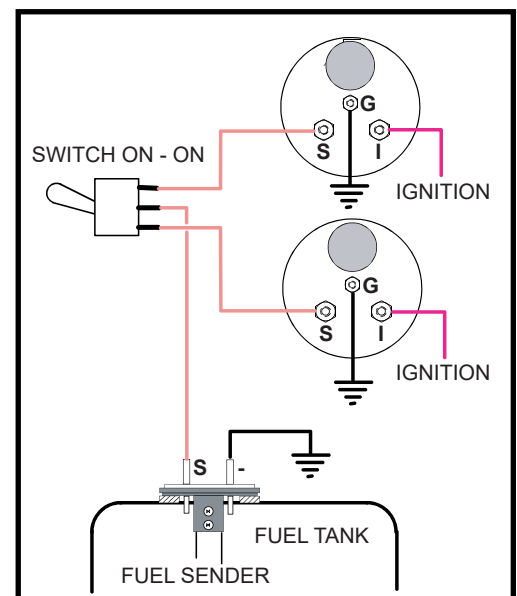 G
S I
SWITCH ON - ON
IGNITION
G
S I
IGNITION
S -
FUEL TANK
FUEL SENDER